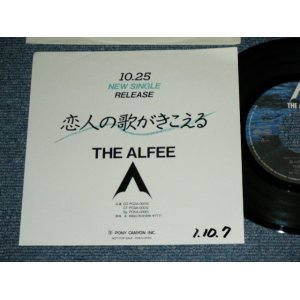 10.25
NEW SINGLE
RELEASE
恋人の歌がきこえる
THE ALFEE
PONY CANYON INC.
1.10.7